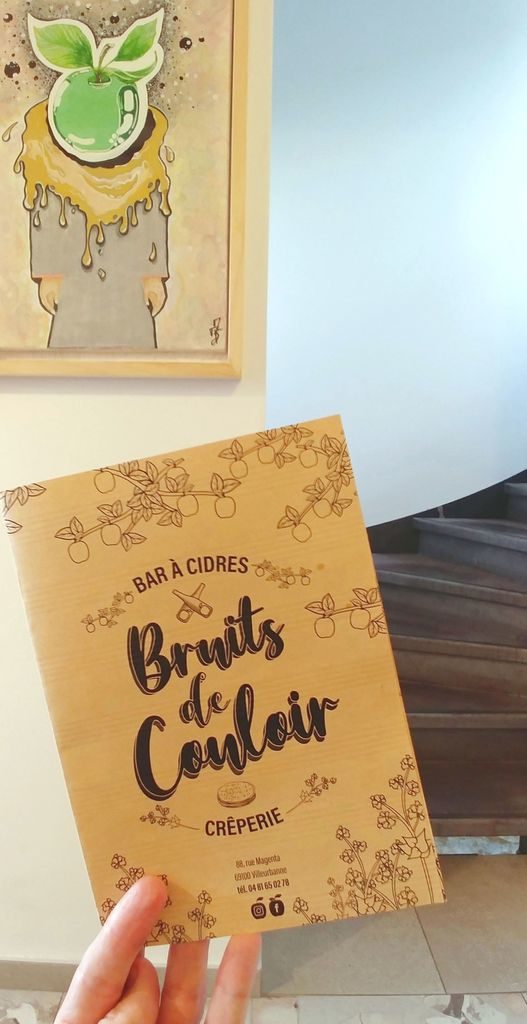 BAR À CIDRES
Bruits
de
Couloir
CRÊPERIE
88, rue Magenta
69100 Villeurbanne
tél. 04 81 65 02 78